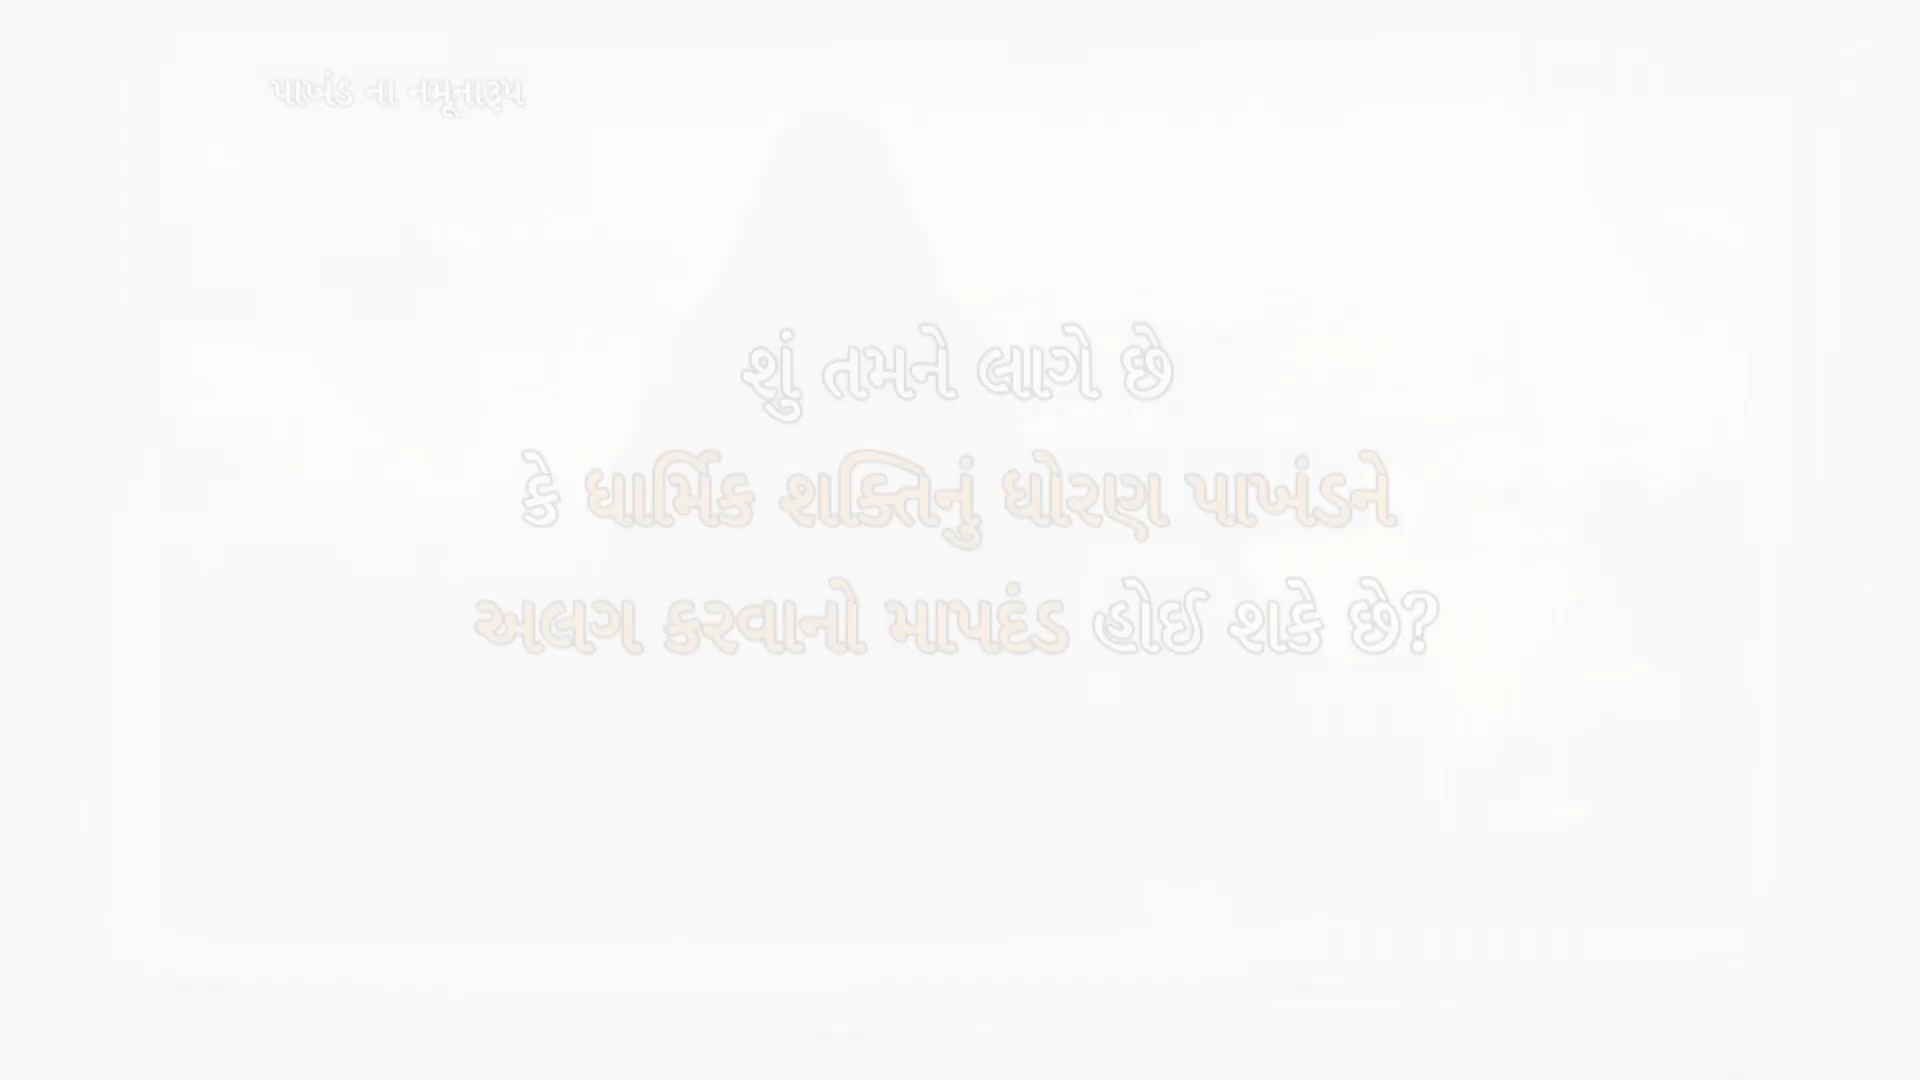 પાખંડ ના નમૂનારૂપ
શું તમને લાગે છે
કે ધાર્મિક શક્તિનું ધોરણ પાખંડને
અલગ કરવાનો માપદંડ હોઈ શકે છે?